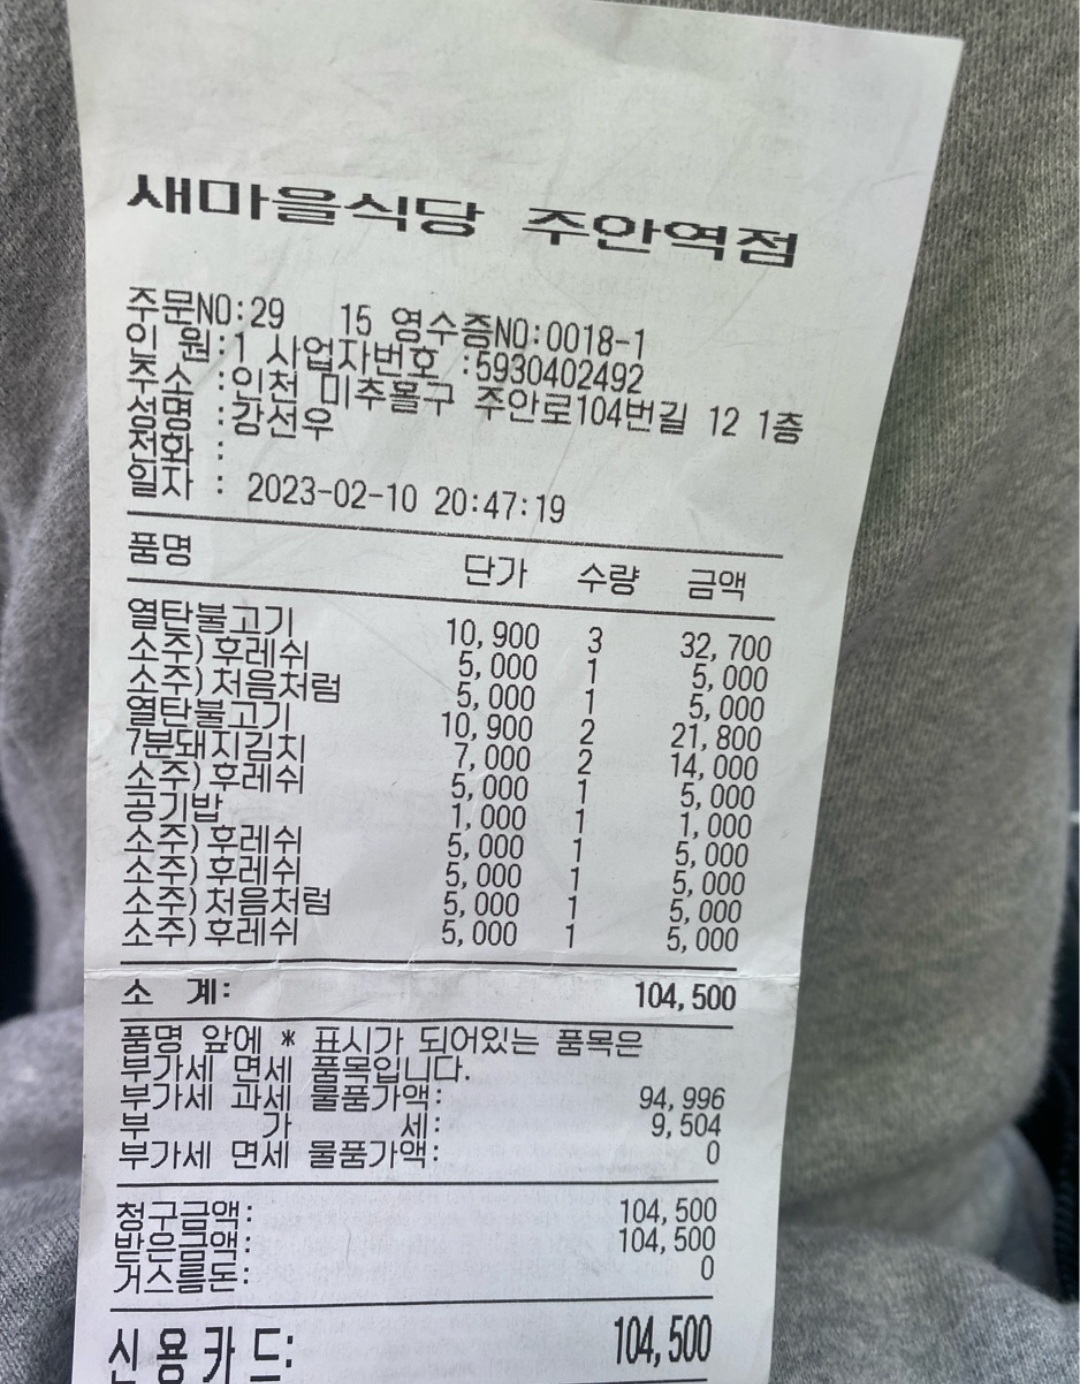 새마을식당 주안역점
주문NO:29 15 영수증NO:0018-1
인 원:1 사업자번호 :5930402492
주소 :인천 미추홀구 주안로104번길 12 1층
성명 :강선우
전화 :
일자 : 2023-02-10 20:47:19
품명 단가 수량 금액
열탄불고기 10,900 3 32,700
소주)후레쉬 5,000 1 5,000
소주)처음처럼 5,000 1 5,000
열탄불고기 10,900 2 21,800
7분돼지김치 7,000 2 14,000
소주)후레쉬 5,000 1 5,000
공기밥 1,000 1 1,000
소주)후레쉬 5,000 1 5,000
소주)후레쉬 5,000 1 5,000
소주)처음처럼 5,000 1 5,000
소주)후레쉬 5,000 1 5,000
소 계: 104,500
품명 앞에 * 표시가 되어있는 품목은
부가세 면세 품목입니다.
부가세 과세 물품가액: 94,996
부 가 세: 9,504
부가세 면세 물품가액: 0
청구금액: 104,500
받은금액: 104,500
거스름돈: 0
신용카드: 104,500